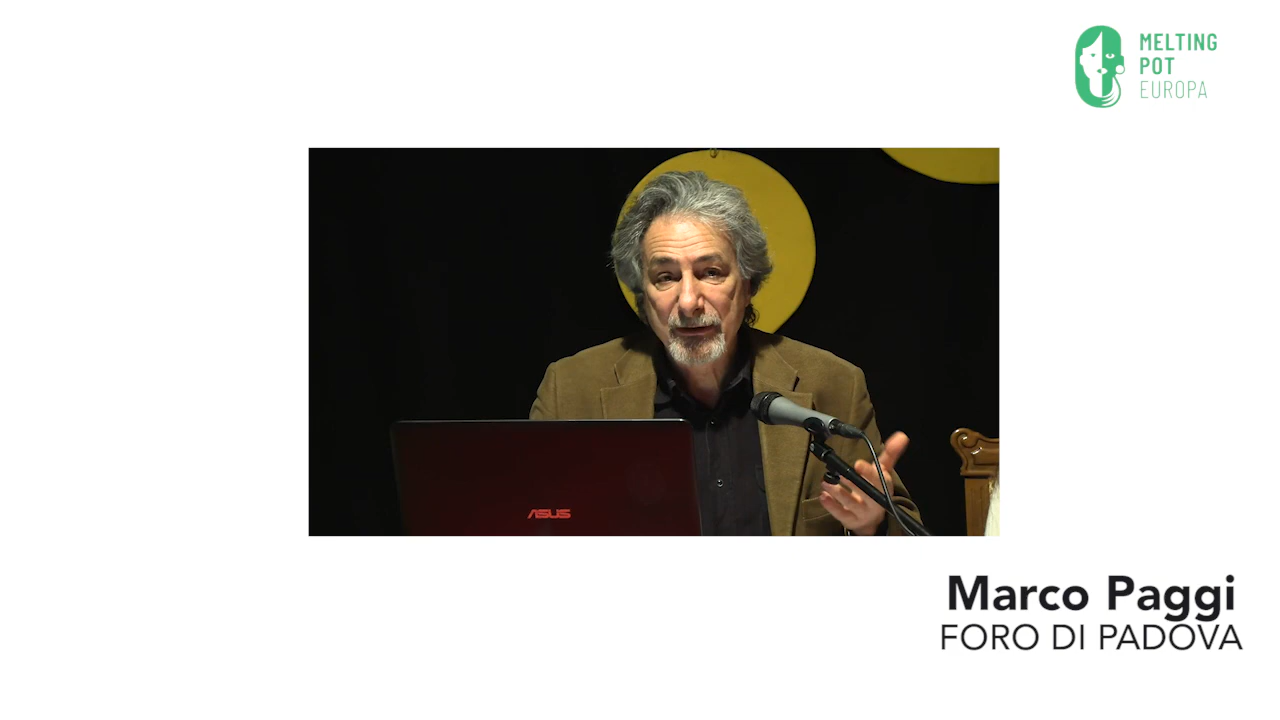 MELTING
POT
EUROPA
ASUS
Marco Paggi
FORO DI PADOVA